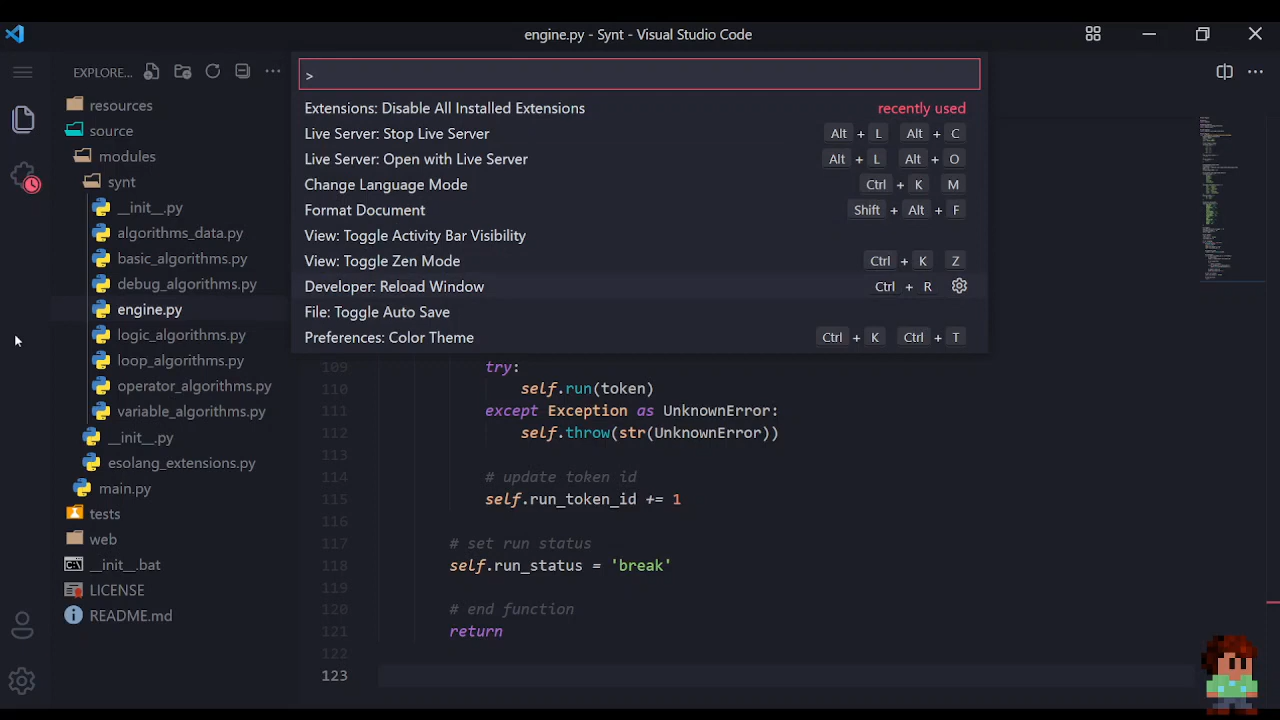 engine.py - Synt - Visual Studio Code
EXPLORE...
>
resources
source
modules
synt
__init__.py
algorithms_data.py
basic_algorithms.py
debug_algorithms.py
engine.py
logic_algorithms.py
loop_algorithms.py
operator_algorithms.py
variable_algorithms.py
__init__.py
esolang_extensions.py
main.py
tests
web
__init__.bat
LICENSE
README.md
Extensions: Disable All Installed Extensions recently used
Live Server: Stop Live Server Alt + L Alt + C
Live Server: Open with Live Server Alt + L Alt + O
Change Language Mode Ctrl + K M
Format Document Shift + Alt + F
View: Toggle Activity Bar Visibility
View: Toggle Zen Mode Ctrl + K Z
Developer: Reload Window Ctrl + R
File: Toggle Auto Save
Preferences: Color Theme Ctrl + K Ctrl + T
109 try:
110 self.run(token)
111 except Exception as UnknownError:
112 self.throw(str(UnknownError))
113
114 # update token id
115 self.run_token_id += 1
116
117 # set run status
118 self.run_status = 'break'
119
120 # end function
121 return
122
123